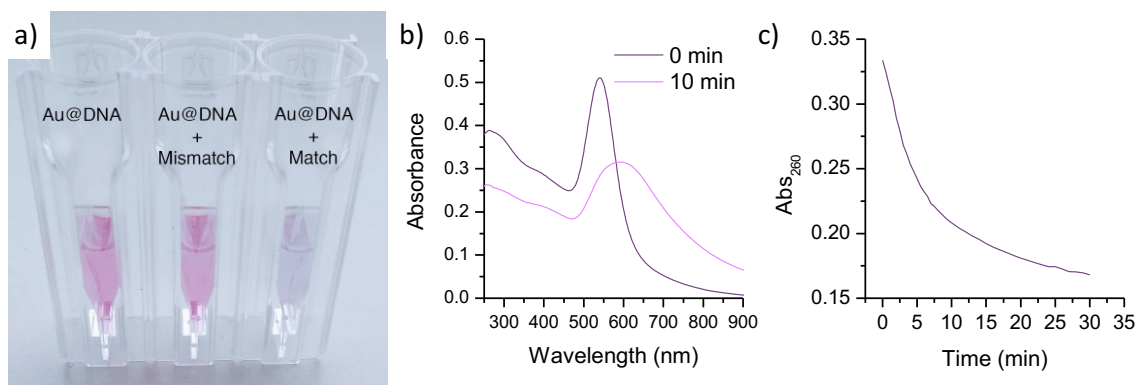 a)
Au@DNA
Au@DNA
+
Mismatch
Au@DNA
+
Match
b)
0.6
0.5
0.4
0.3
0.2
0.1
0.0
Absorbance
0 min
10 min
300 400 500 600 700 800 900
Wavelength (nm)
c)
0.35
0.30
0.25
0.20
0.15
Abs₂₆₀
0 5 10 15 20 25 30 35
Time (min)